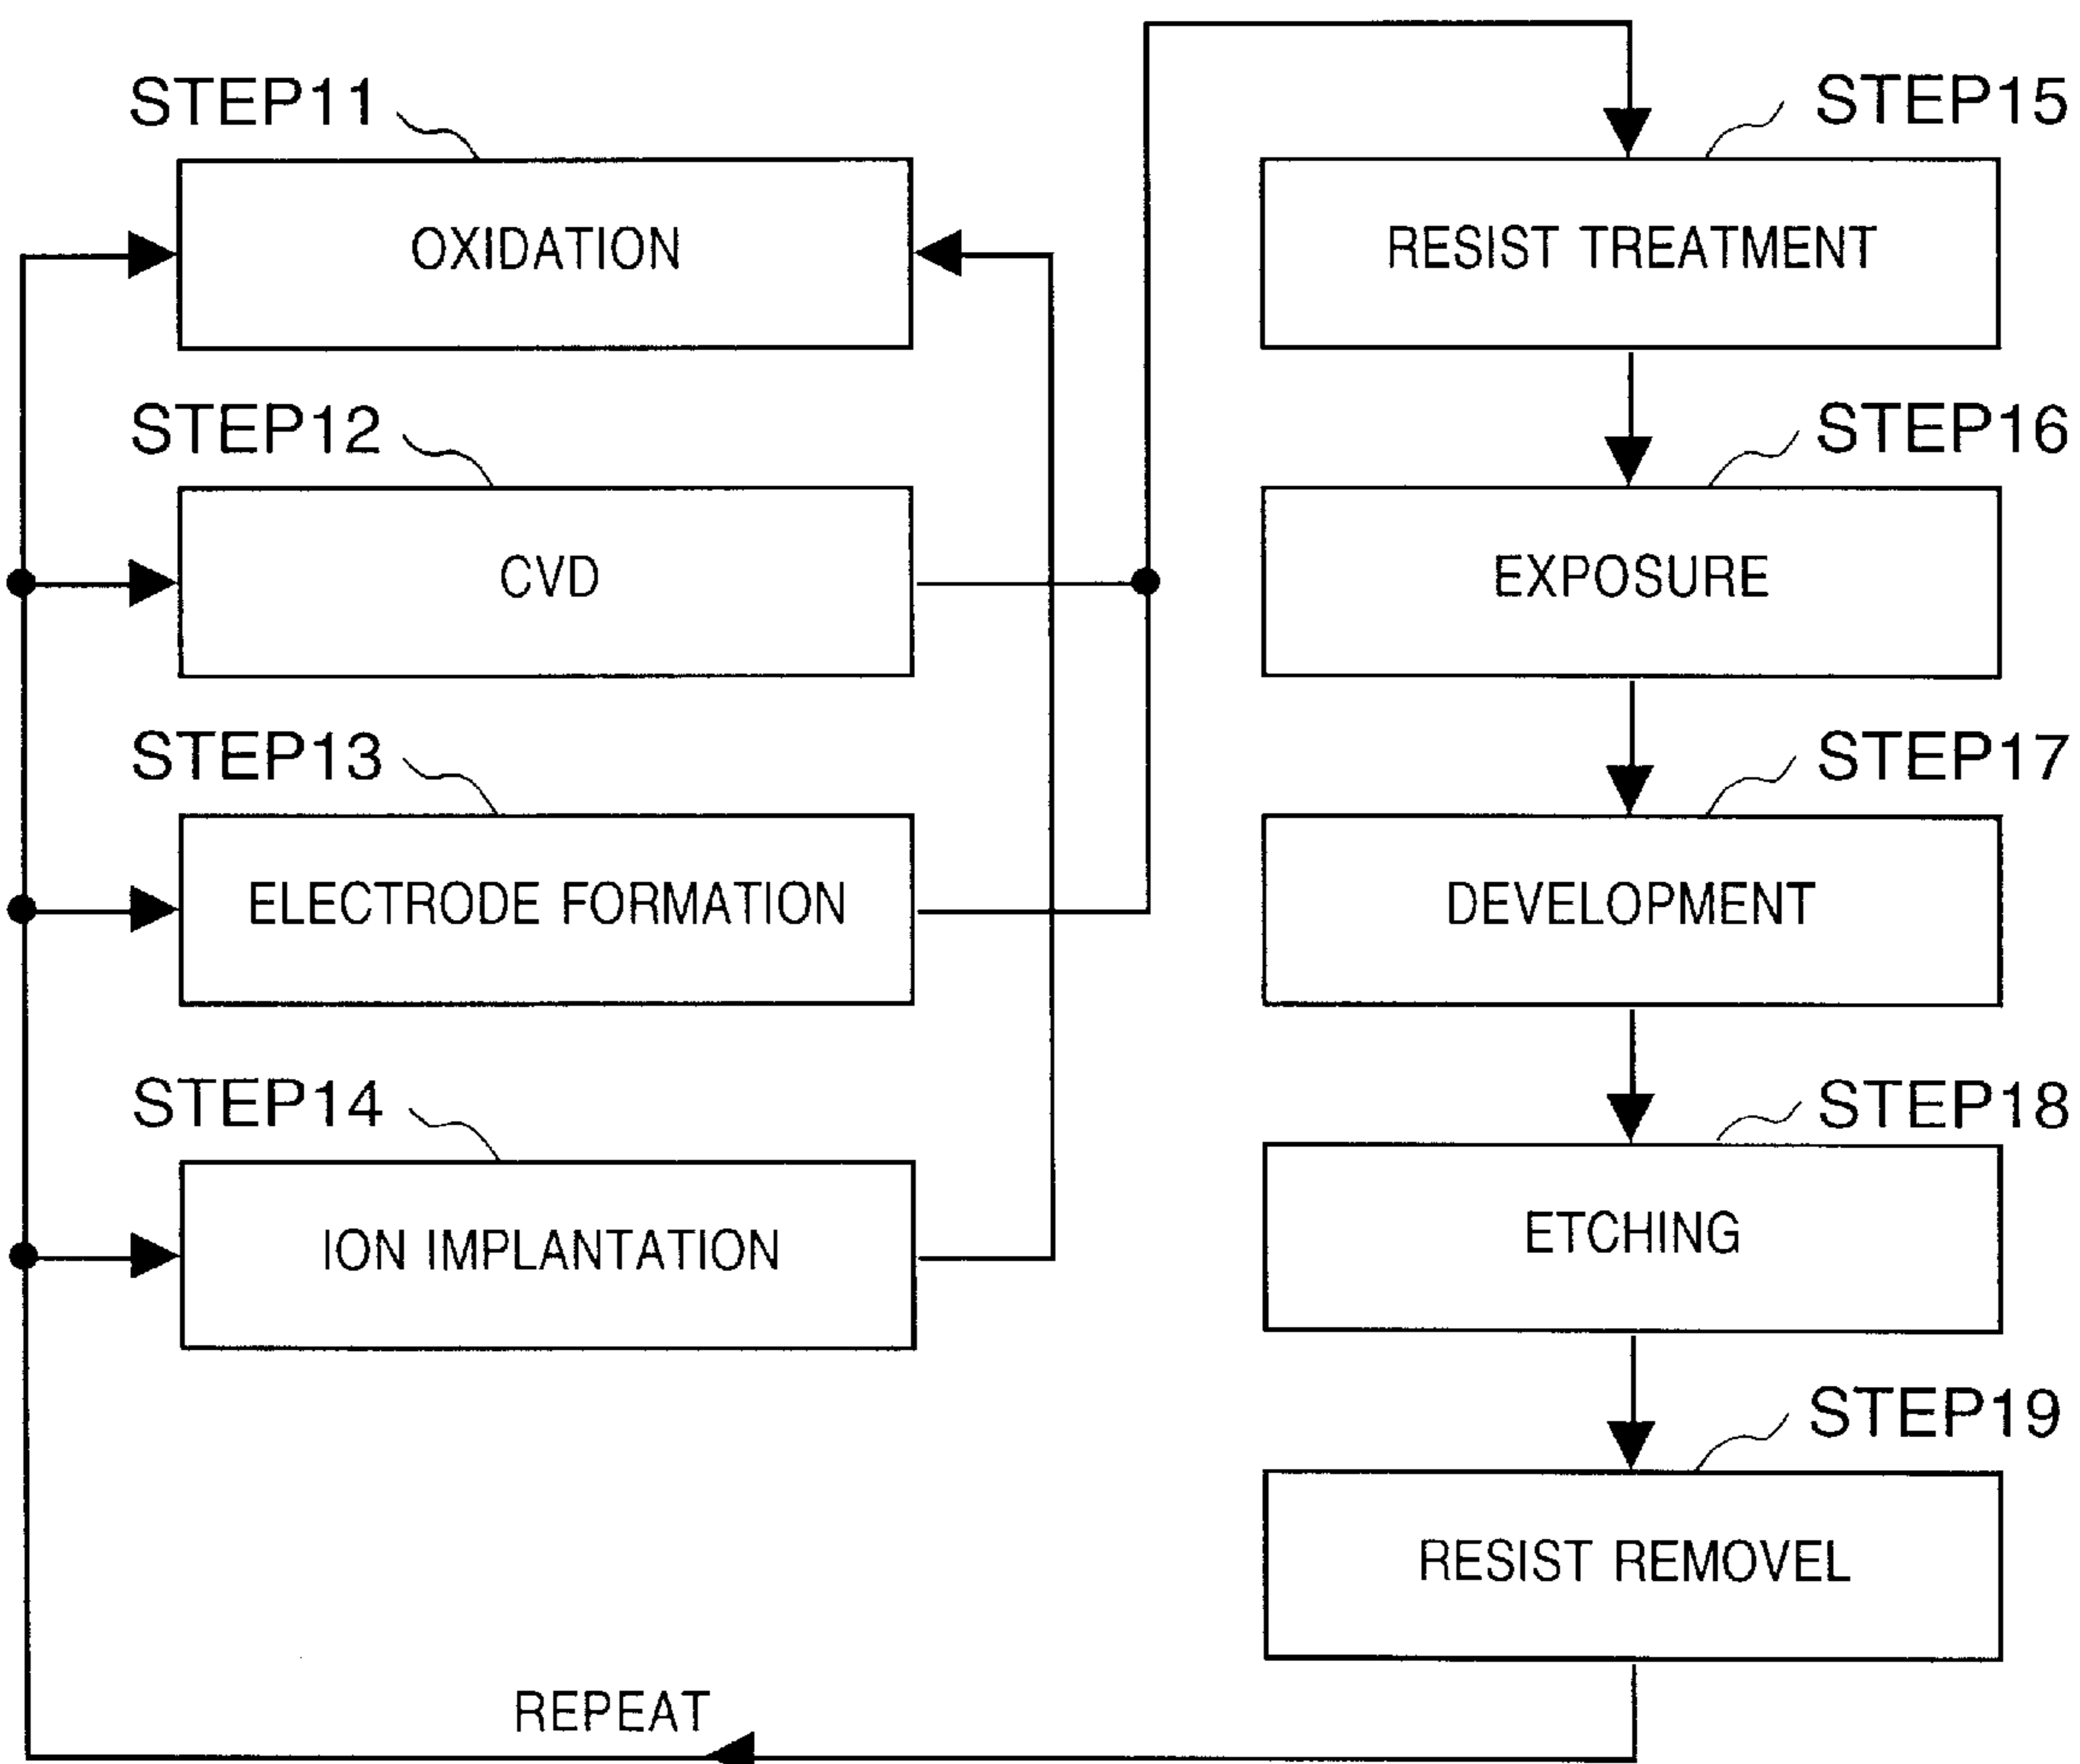 STEP11
OXIDATION
STEP12
CVD
STEP13
ELECTRODE FORMATION
STEP14
ION IMPLANTATION
STEP15
RESIST TREATMENT
STEP16
EXPOSURE
STEP17
DEVELOPMENT
STEP18
ETCHING
STEP19
RESIST REMOVEL
REPEAT